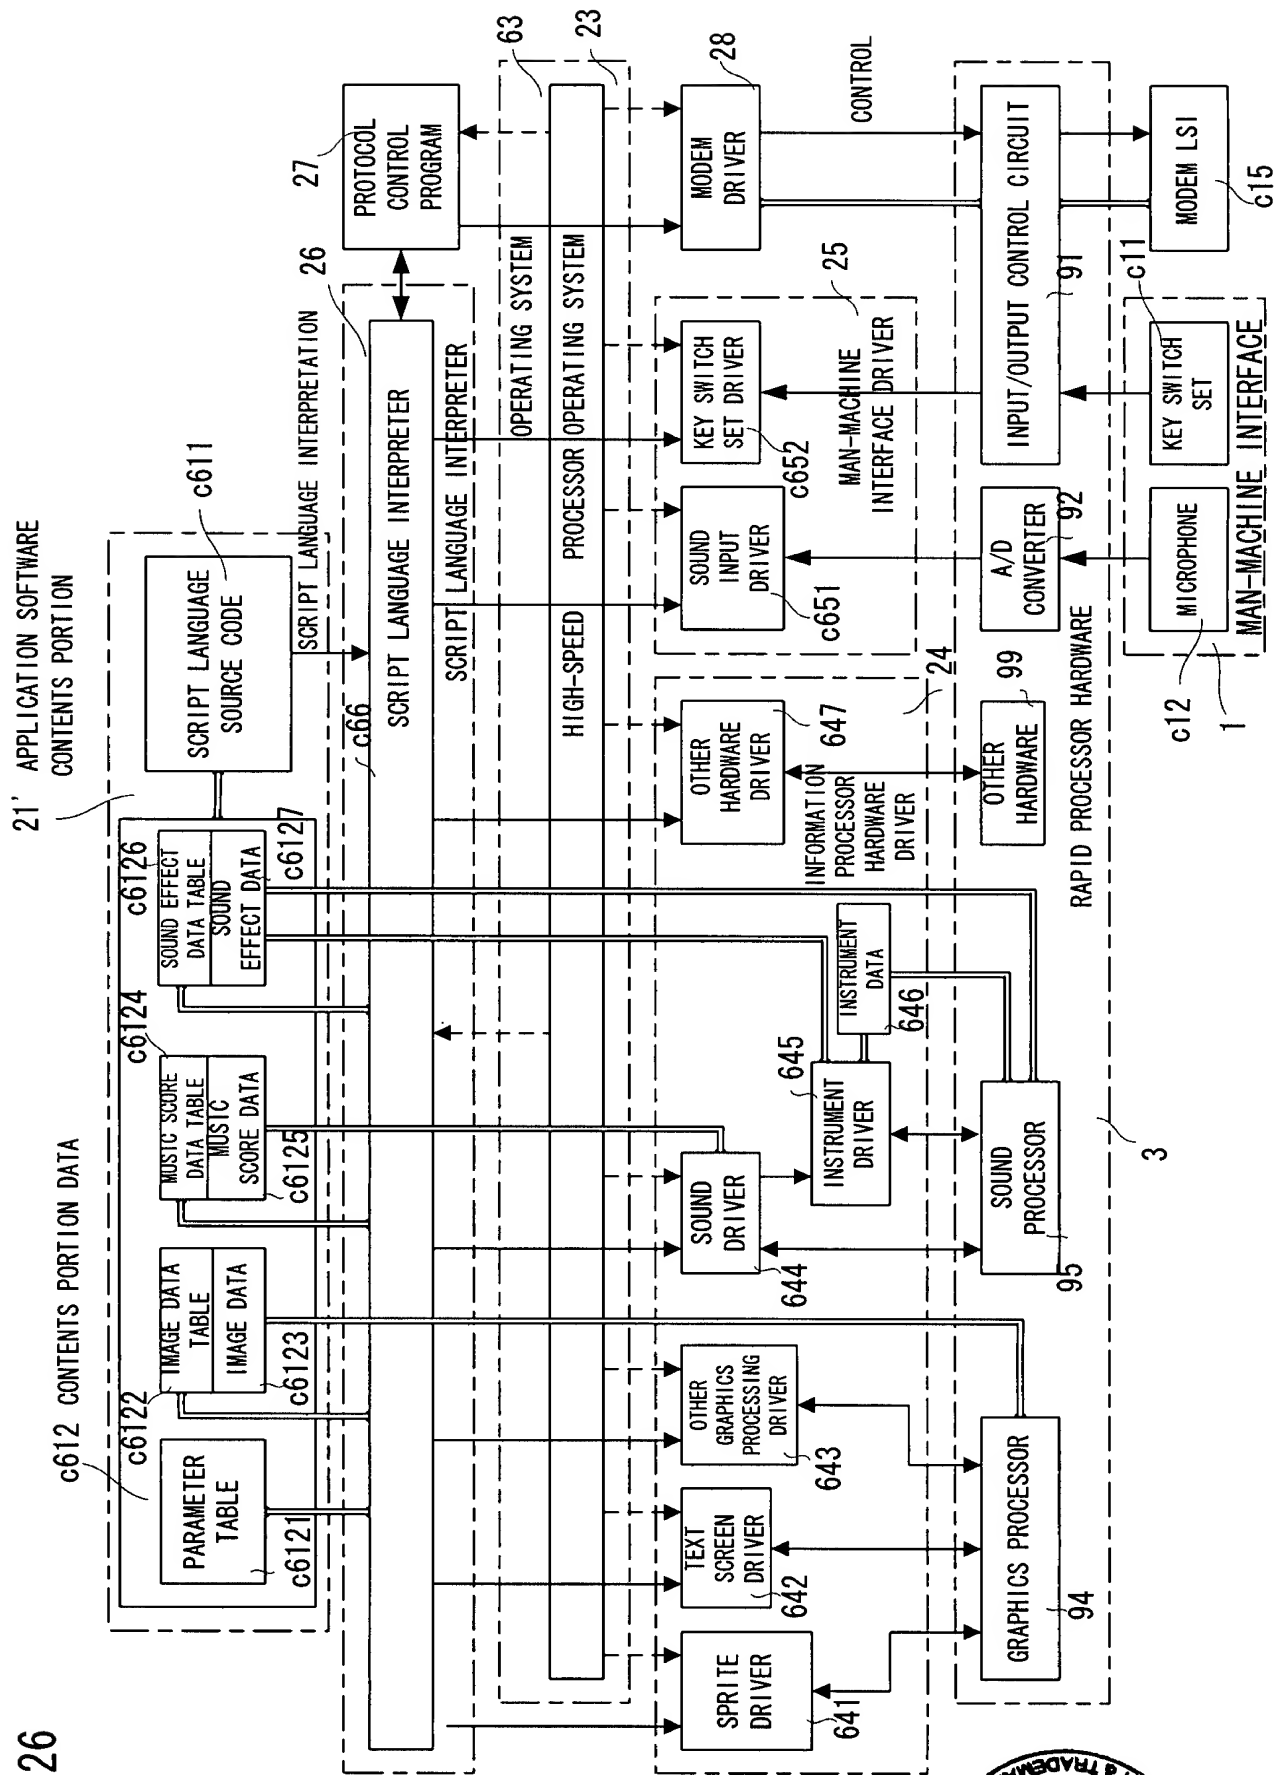 26
21' APPLICATION SOFTWARE
CONTENTS PORTION
c612 CONTENTS PORTION DATA
PARAMETER
TABLE
c6121
c6122
IMAGE DATA
TABLE
IMAGE DATA
c6123
c6124
MUSIC SCORE
DATA TABLE
MUSIC
SCORE DATA
c6125
c6126
SOUND EFFECT
DATA TABLE
SOUND
EFFECT DATA
c6127
SCRIPT LANGUAGE
SOURCE CODE
c611
SCRIPT LANGUAGE INTERPRETATION
c66
SCRIPT LANGUAGE INTERPRETER
SCRIPT LANGUAGE INTERPRETER
26
27
PROTOCOL
CONTROL
PROGRAM
OPERATING SYSTEM
63
HIGH-SPEED PROCESSOR OPERATING SYSTEM
23
SPRITE
DRIVER
641
TEXT
SCREEN
DRIVER
642
OTHER
GRAPHICS
PROCESSING
DRIVER
643
SOUND
DRIVER
644
INSTRUMENT
DRIVER
645
INSTRUMENT
DATA
646
OTHER
HARDWARE
DRIVER
647
INFORMATION
PROCESSOR
HARDWARE
DRIVER
24
SOUND
INPUT
DRIVER
c651
KEY SWITCH
SET DRIVER
c652
MAN-MACHINE
INTERFACE DRIVER
25
MODEM
DRIVER
28
CONTROL
GRAPHICS PROCESSOR
94
SOUND
PROCESSOR
95
3
OTHER
HARDWARE
99
RAPID PROCESSOR HARDWARE
A/D
CONVERTER
92
INPUT/OUTPUT CONTROL CIRCUIT
91
MICROPHONE
c12
KEY SWITCH
SET
c11
1
MAN-MACHINE INTERFACE
MODEM LSI
c15
& TRADEMA